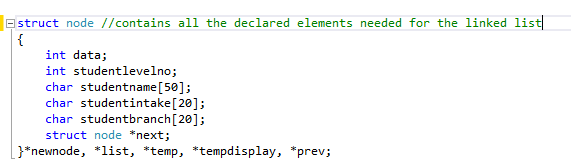 struct node //contains all the declared elements needed for the linked list
{
    int data;
    int studentlevelno;
    char studentname[50];
    char studentintake[20];
    char studentbranch[20];
    struct node *next;
}*newnode, *list, *temp, *tempdisplay, *prev;